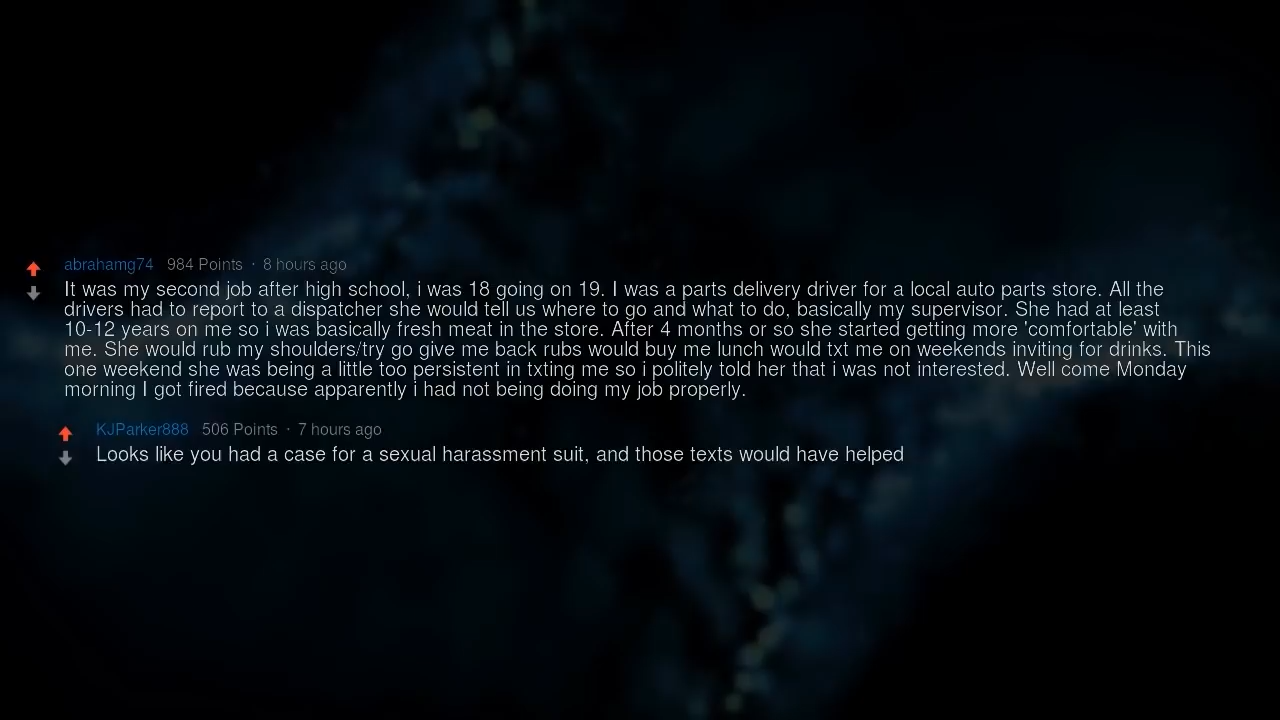 abrahamg74 984 Points · 8 hours ago
It was my second job after high school, i was 18 going on 19. I was a parts delivery driver for a local auto parts store. All the
drivers had to report to a dispatcher she would tell us where to go and what to do, basically my supervisor. She had at least
10-12 years on me so i was basically fresh meat in the store. After 4 months or so she started getting more 'comfortable' with
me. She would rub my shoulders/try go give me back rubs would buy me lunch would txt me on weekends inviting for drinks. This
one weekend she was being a little too persistent in txting me so i politely told her that i was not interested. Well come Monday
morning I got fired because apparently i had not being doing my job properly.
KJParker888 506 Points · 7 hours ago
Looks like you had a case for a sexual harassment suit, and those texts would have helped